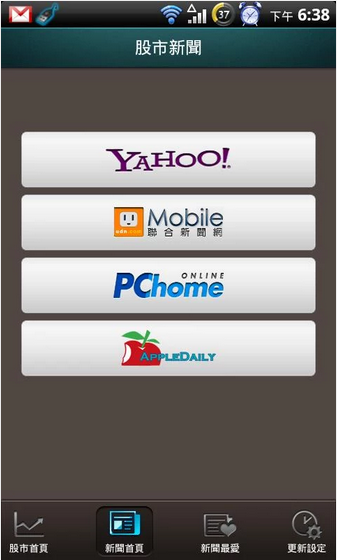 37
下午 6:38
股市新聞
YAHOO!
udn.com
Mobile
聯合新聞網
ONLINE
PChome
APPLEDAILY
股市首頁
新聞首頁
新聞最愛
更新設定